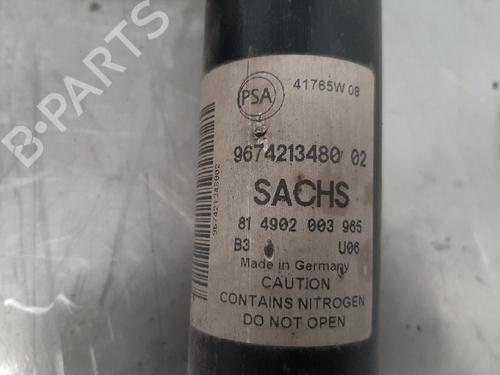 PSA
41765W 08
9674213480 02
SACHS
81 4902 003 965
B3 U06
Made in Germany
CAUTION
CONTAINS NITROGEN
DO NOT OPEN
967421348002
B-PARTS